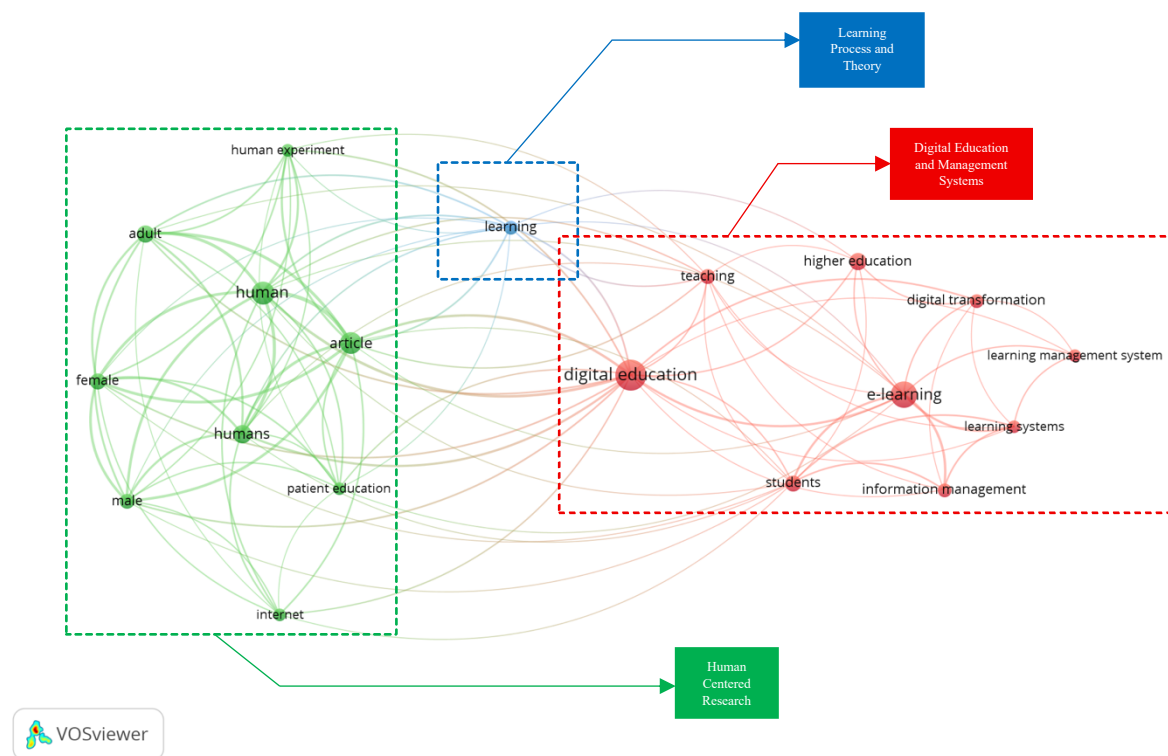 Learning
Process and
Theory
Digital Education
and Management
Systems
human experiment
adult
learning
human
article
female
humans
male
patient education
internet
teaching
higher education
digital transformation
learning management system
digital education
e-learning
learning systems
students
information management
Human
Centered
Research
VOSviewer